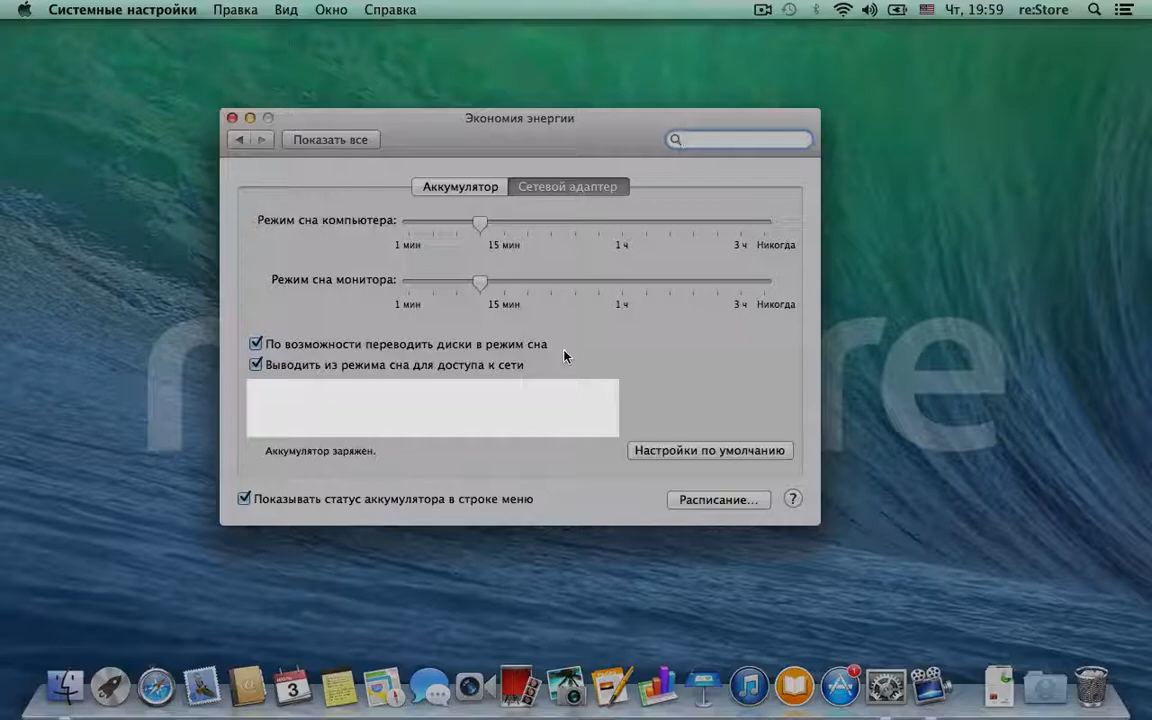 Системные настройки Правка Вид Окно Справка Чт, 19:59 re:Store
Экономия энергии
Показать все
Аккумулятор Сетевой адаптер
Режим сна компьютера:
1 мин 15 мин 1 ч 3 ч Никогда
Режим сна монитора:
1 мин 15 мин 1 ч 3 ч Никогда
По возможности переводить диски в режим сна
Выводить из режима сна для доступа к сети
Аккумулятор заряжен. Настройки по умолчанию
Показывать статус аккумулятора в строке меню Расписание... ?
3
1